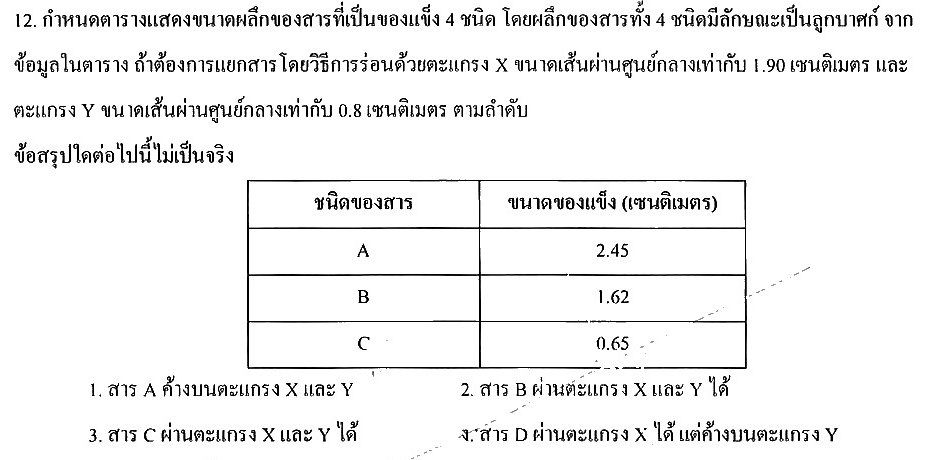 12. กำหนดตารางแสดงขนาดผลึกของสารที่เป็นของแข็ง 4 ชนิด โดยผลึกของสารทั้ง 4 ชนิดมีลักษณะเป็นลูกบาศก์ จาก
ข้อมูลในตาราง ถ้าต้องการแยกสารโดยวิธีการร่อนด้วยตะแกรง X ขนาดเส้นผ่านศูนย์กลางเท่ากับ 1.90 เซนติเมตร และ
ตะแกรง Y ขนาดเส้นผ่านศูนย์กลางเท่ากับ 0.8 เซนติเมตร ตามลำดับ
ข้อสรุปใดต่อไปนี้ไม่เป็นจริง
ชนิดของสาร ขนาดของแข็ง (เซนติเมตร)
A 2.45
B 1.62
C 0.65
1. สาร A ค้างบนตะแกรง X และ Y 2. สาร B ผ่านตะแกรง X และ Y ได้
3. สาร C ผ่านตะแกรง X และ Y ได้ ง. สาร D ผ่านตะแกรง X ได้ แต่ค้างบนตะแกรง Y